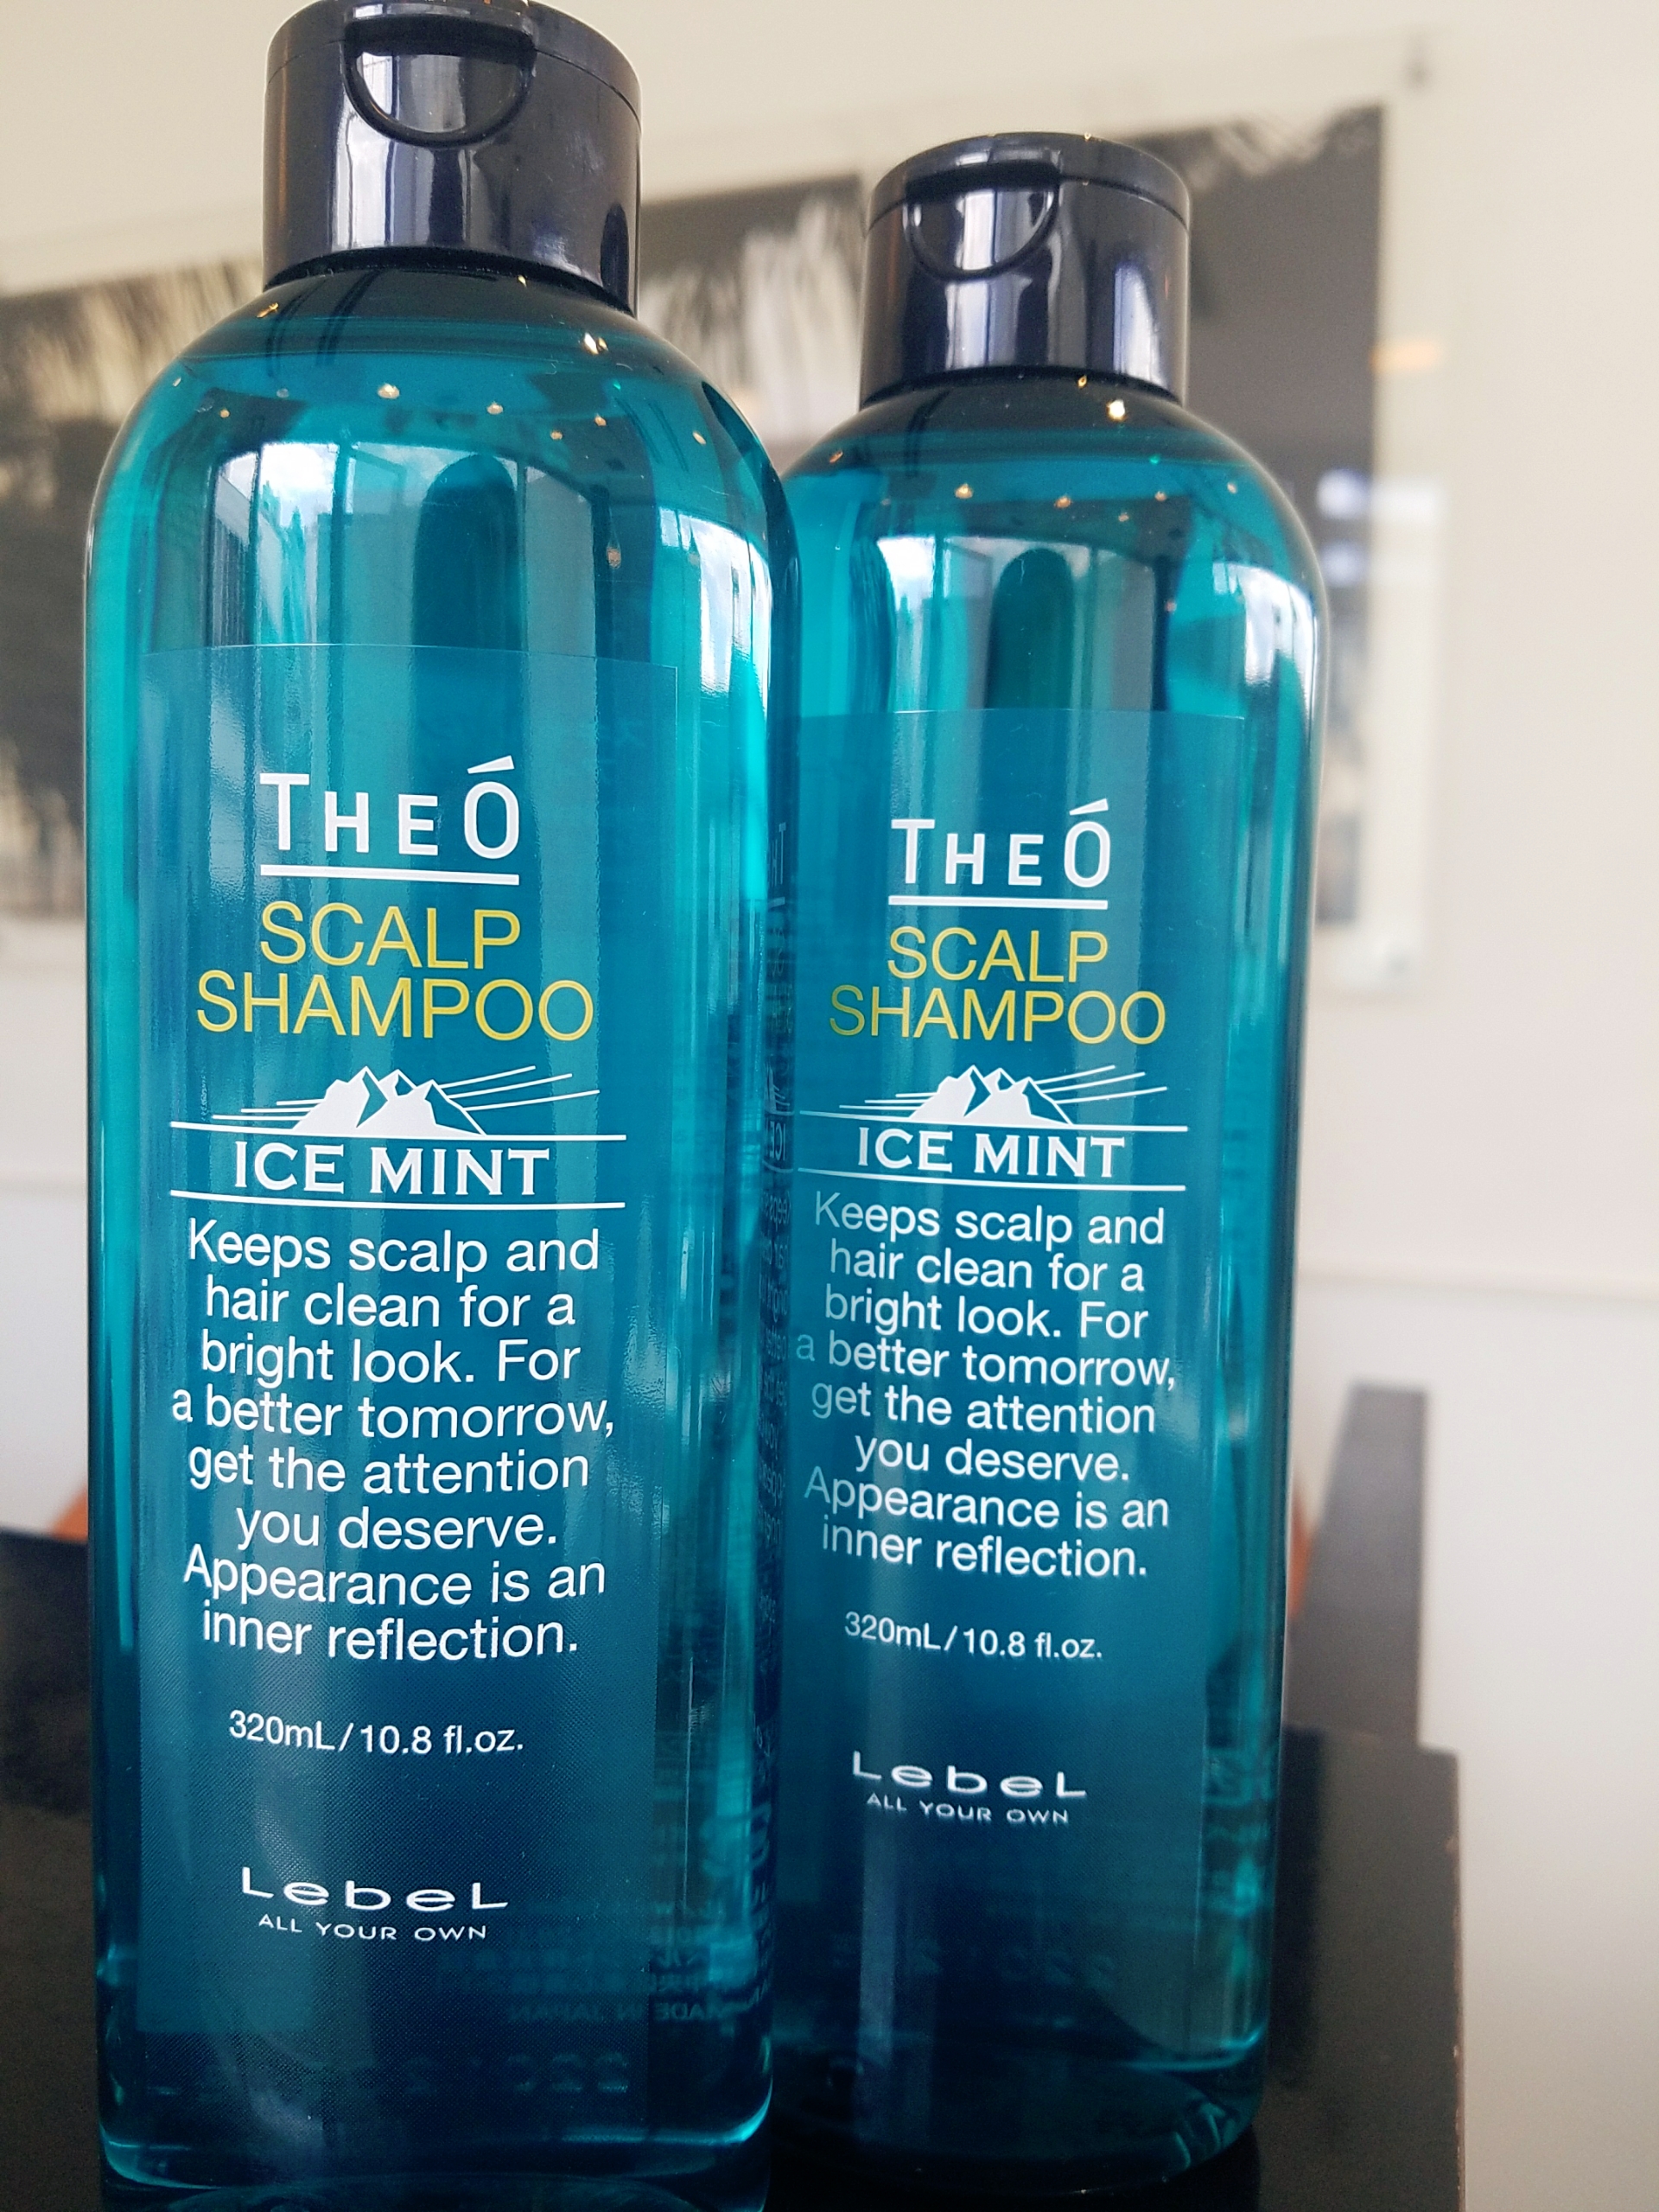 THEÓ
SCALP
SHAMPOO
ICE MINT
Keeps scalp and
hair clean for a
bright look. For
a better tomorrow,
get the attention
you deserve.
Appearance is an
inner reflection.
320mL/10.8 fl.oz.
LebeL
ALL YOUR OWN
MADE IN JAPAN
THEÓ
SCALP
SHAMPOO
ICE MINT
Keeps scalp and
hair clean for a
bright look. For
a better tomorrow,
get the attention
you deserve.
Appearance is an
inner reflection.
320mL/10.8 fl.oz.
LebeL
ALL YOUR OWN